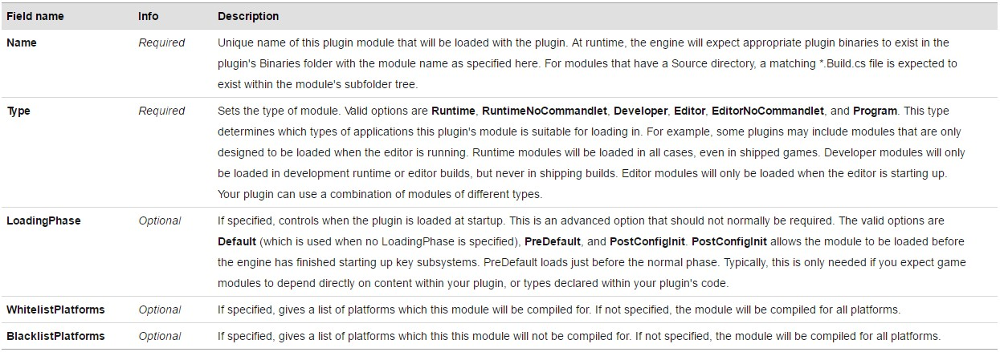 Field name Info Description
Name Required Unique name of this plugin module that will be loaded with the plugin. At runtime, the engine will expect appropriate plugin binaries to exist in the
plugin's Binaries folder with the module name as specified here. For modules that have a Source directory, a matching *.Build.cs file is expected to
exist within the module's subfolder tree.
Type Required Sets the type of module. Valid options are Runtime, RuntimeNoCommandlet, Developer, Editor, EditorNoCommandlet, and Program. This type
determines which types of applications this plugin's module is suitable for loading in. For example, some plugins may include modules that are only
designed to be loaded when the editor is running. Runtime modules will be loaded in all cases, even in shipped games. Developer modules will only
be loaded in development runtime or editor builds, but never in shipping builds. Editor modules will only be loaded when the editor is starting up.
Your plugin can use a combination of modules of different types.
LoadingPhase Optional If specified, controls when the plugin is loaded at startup. This is an advanced option that should not normally be required. The valid options are
Default (which is used when no LoadingPhase is specified), PreDefault, and PostConfigInit. PostConfigInit allows the module to be loaded before
the engine has finished starting up key subsystems. PreDefault loads just before the normal phase. Typically, this is only needed if you expect game
modules to depend directly on content within your plugin, or types declared within your plugin's code.
WhitelistPlatforms Optional If specified, gives a list of platforms which this module will be compiled for. If not specified, the module will be compiled for all platforms.
BlacklistPlatforms Optional If specified, gives a list of platforms which this this module will not be compiled for. If not specified, the module will be compiled for all platforms.